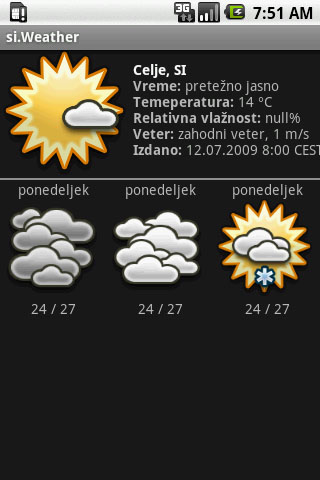 3G 7:51 AM
si.Weather
Celje, SI
Vreme: pretežno jasno
Temeperatura: 14 °C
Relativna vlažnost: null%
Veter: zahodni veter, 1 m/s
Izdano: 12.07.2009 8:00 CEST
ponedeljek ponedeljek ponedeljek
24 / 27 24 / 27 24 / 27